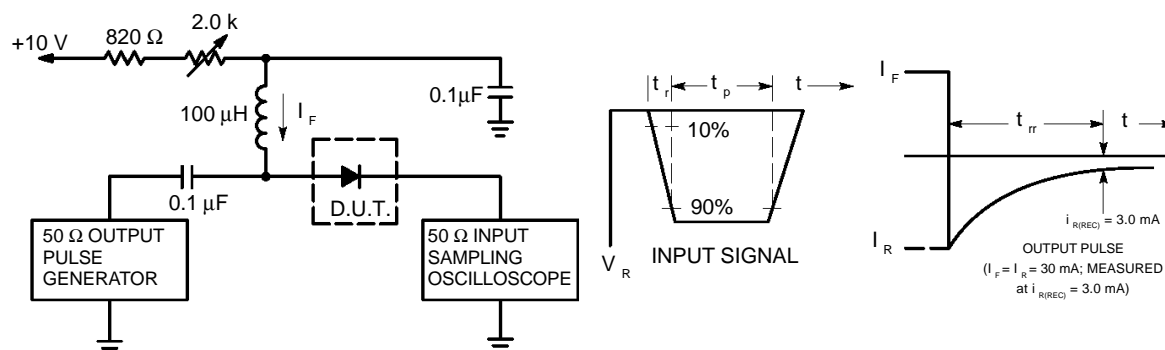 +10 V
820 Ω
2.0 k
100 μH
I F
0.1μF
0.1 μF
D.U.T.
50 Ω OUTPUT
PULSE
GENERATOR
50 Ω INPUT
SAMPLING
OSCILLOSCOPE
t r
t p
t
10%
90%
V R
INPUT SIGNAL
I F
t rr
t
i R(REC) = 3.0 mA
I R
OUTPUT PULSE
(I F = I R = 30 mA; MEASURED
at i R(REC) = 3.0 mA)